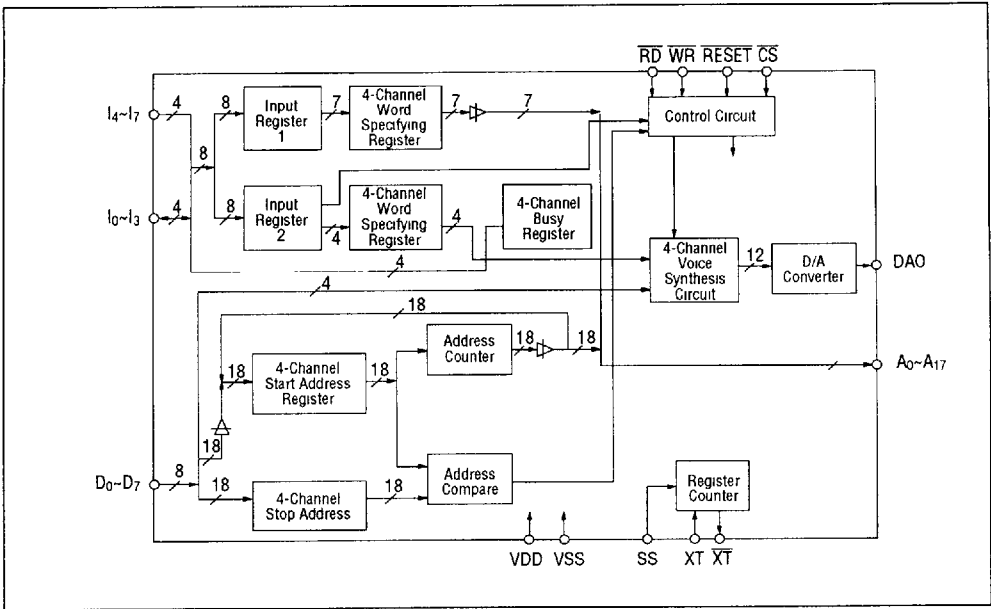 RD WR RESET CS
I4~I7
4
8
Input
Register
1
7
4-Channel
Word
Specifying
Register
7
7
Control Circuit
8
I0~I3
4
8
Input
Register
2
4
4-Channel
Word
Specifying
Register
4
4-Channel
Busy
Register
4
4
4-Channel
Voice
Synthesis
Circuit
12
D/A
Converter
DAO
18
18
4-Channel
Start Address
Register
18
Address
Counter
18
18
A0~A17
18
D0~D7
8
18
4-Channel
Stop Address
18
Address
Compare
Register
Counter
VDD VSS SS XT XT